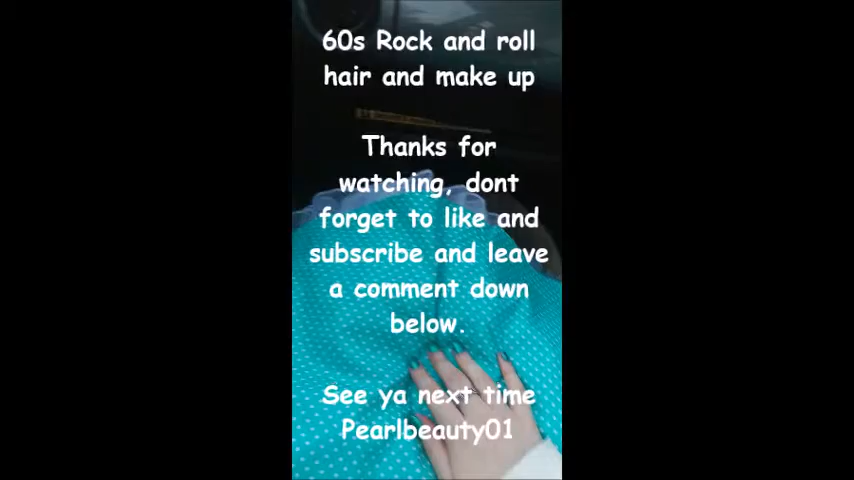 60s Rock and roll
hair and make up
Thanks for
watching, dont
forget to like and
subscribe and leave
a comment down
below.
See ya next time
Pearlbeauty01